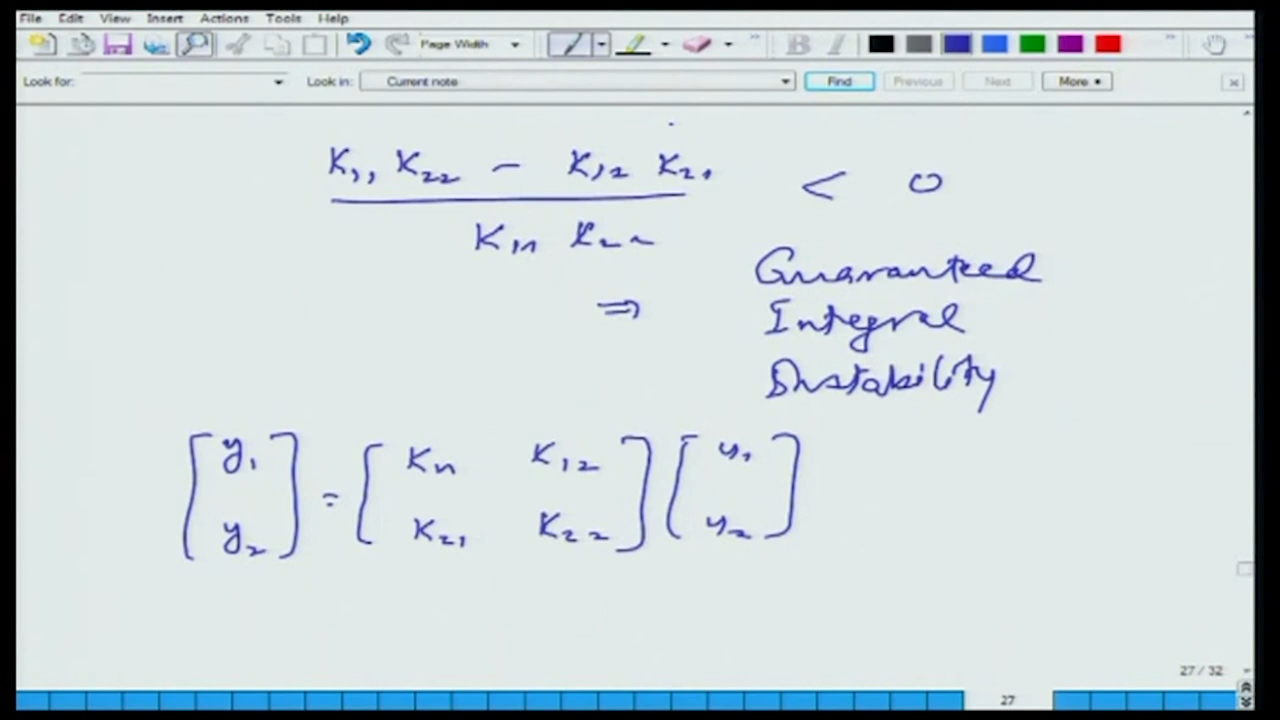 File Edit View Insert Actions Tools Help
Page Width
Look for: Look in: Current note Find Previous Next More
K₁₁ K₂₂ − K₁₂ K₂₁ < 0
K₁₁ K₂₂
Guaranteed
⇒ Integral
Instability
[y₁ y₂] = [K₁₁ K₁₂ K₂₁ K₂₂] [u₁ u₂]
27 / 32
27